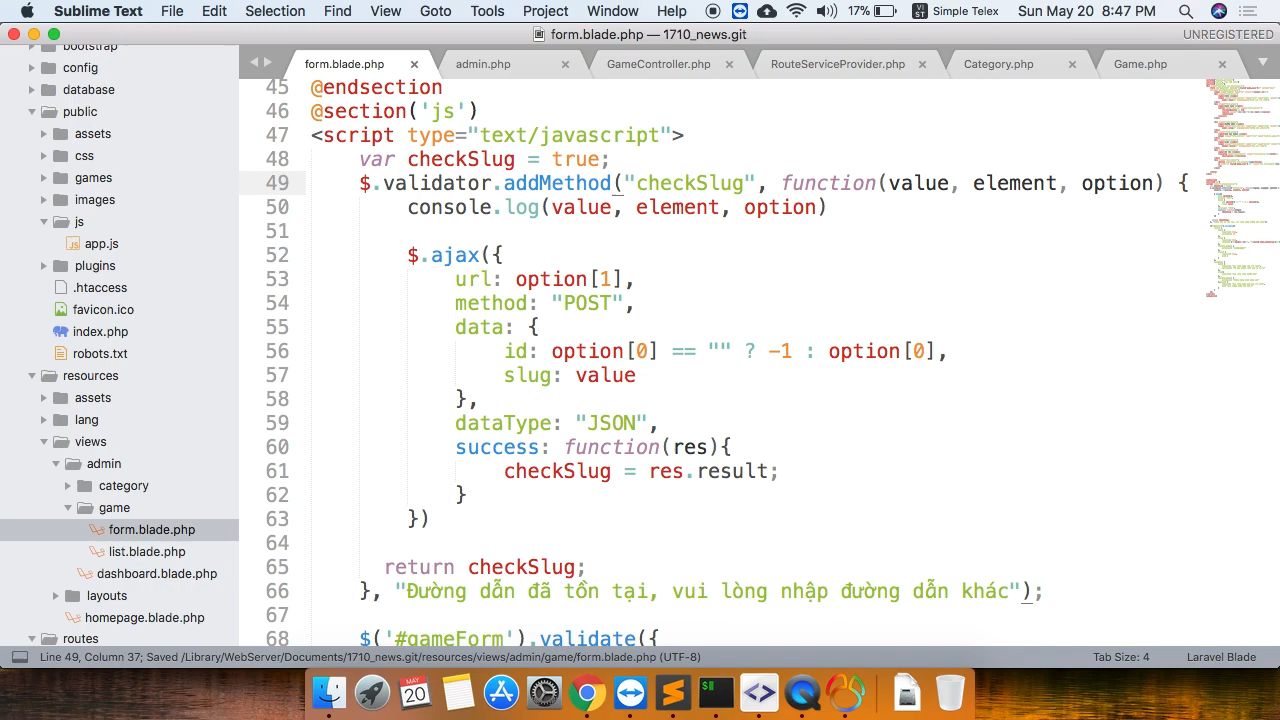 Sublime Text File Edit Selection Find View Goto Tools Project Window Help 17% VI ST Simple Telex Sun May 20 8:47 PM
form.blade.php — 1710_news.git UNREGISTERED
form.blade.php admin.php GameController.php RouteServiceProvider.php Category.php Game.php
bootstrap
config
database
public
assets
css
games
images
js
app.js
plugins
.htaccess
favicon.ico
index.php
robots.txt
resources
assets
lang
views
admin
category
game
form.blade.php
list.blade.php
dashboard.blade.php
layouts
homepage.blade.php
routes
45 @endsection
46 @section('js')
47 <script type="text/javascript">
48 var checkSlug = true;
49 $.validator.addMethod("checkSlug", function(value, element, option) {
50 console.log(value, element, option)
51
52 $.ajax({
53 url: option[1],
54 method: "POST",
55 data: {
56 id: option[0] == "" ? -1 : option[0],
57 slug: value
58 },
59 dataType: "JSON",
60 success: function(res){
61 checkSlug = res.result;
62 }
63 })
64
65 return checkSlug;
66 }, "Đường dẫn đã tồn tại, vui lòng nhập đường dẫn khác");
67
68 $('#gameForm').validate({
Line 49, Column 37; Saved /Library/WebServer/Documents/1710_news.git/resources/views/admin/game/form.blade.php (UTF-8) Tab Size: 4 Laravel Blade
MAY
20